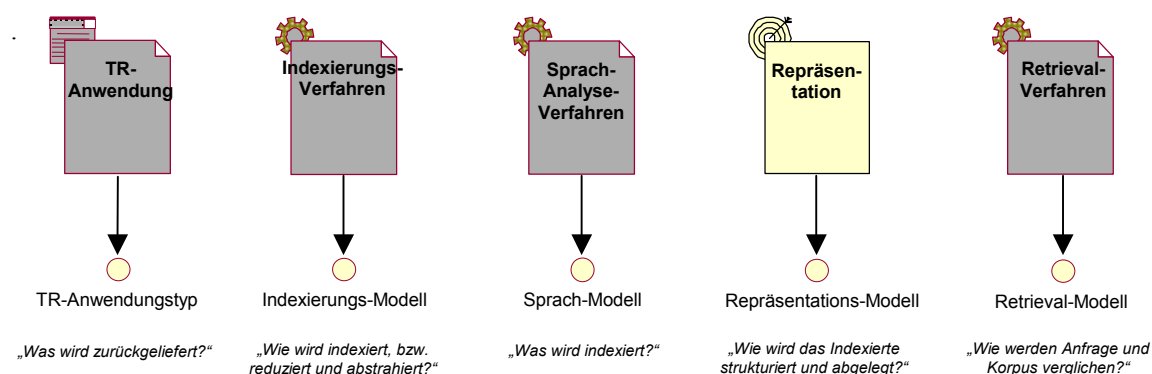 TR-
Anwendung
Indexierungs-
Verfahren
Sprach-
Analyse-
Verfahren
Repräsen-
tation
Retrieval-
Verfahren
TR-Anwendungstyp
Indexierungs-Modell
Sprach-Modell
Repräsentations-Modell
Retrieval-Modell
„Was wird zurückgeliefert?“
„Wie wird indexiert, bzw.
reduziert und abstrahiert?“
„Was wird indexiert?“
„Wie wird das Indexierte
strukturiert und abgelegt?“
„Wie werden Anfrage und
Korpus verglichen?“